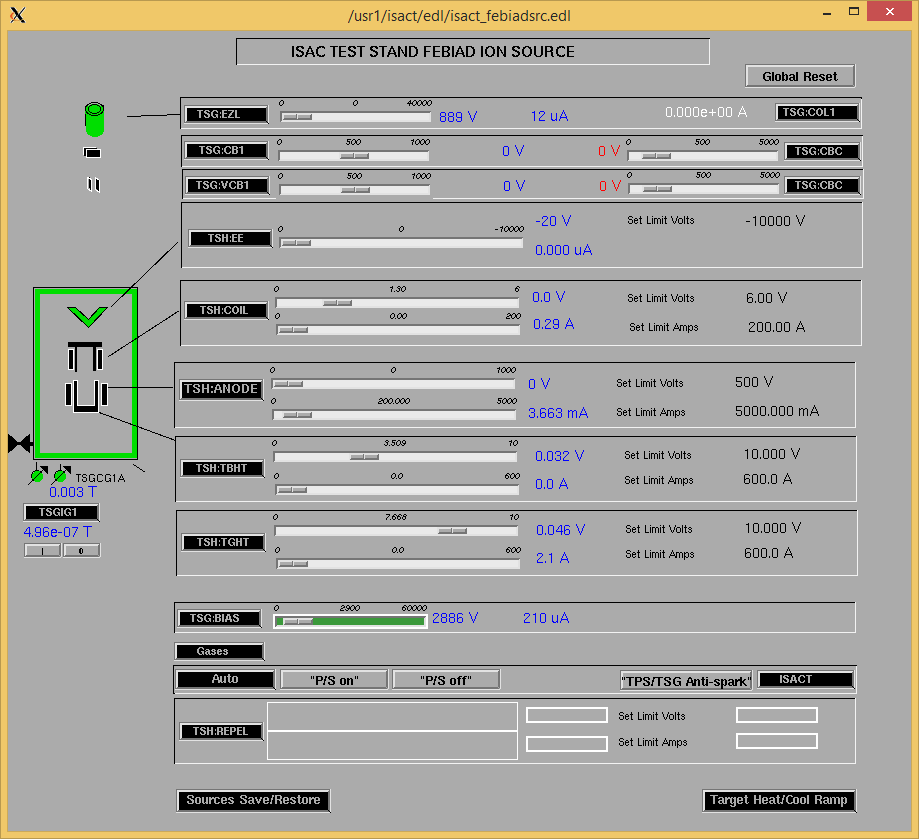 /usr1/isact/edl/isact_febiadsrc.edl
ISAC TEST STAND FEBIAD ION SOURCE
Global Reset
TSG:EZL 0 0 40000 889 V 12 uA 0.000e+00 A TSG:COL1
TSG:CB1 0 500 1000 0 V 0 V 0 500 5000 TSG:CBC
TSG:VCB1 0 500 1000 0 V 0 V 0 500 5000 TSG:CBC
TSH:EE 0 0 -10000 -20 V Set Limit Volts -10000 V
0.000 uA
TSH:COIL 0 1.30 6 0.0 V Set Limit Volts 6.00 V
0 0.00 200 0.29 A Set Limit Amps 200.00 A
TSH:ANODE 0 0 1000 0 V Set Limit Volts 500 V
0 200.000 5000 3.663 mA Set Limit Amps 5000.000 mA
TSH:TBHT 0 3.509 10 0.032 V Set Limit Volts 10.000 V
0 0.0 600 0.0 A Set Limit Amps 600.0 A
TSGCG1A
0.003 T
TSGIG1
4.96e-07 T
I 0
TSH:TGHT 0 7.668 10 0.046 V Set Limit Volts 10.000 V
0 0.0 600 2.1 A Set Limit Amps 600.0 A
TSG:BIAS 0 2900 60000 2886 V 210 uA
Gases
Auto "P/S on" "P/S off" "TPS/TSG Anti-spark" ISACT
TSH:REPEL Set Limit Volts
Set Limit Amps
Sources Save/Restore Target Heat/Cool Ramp